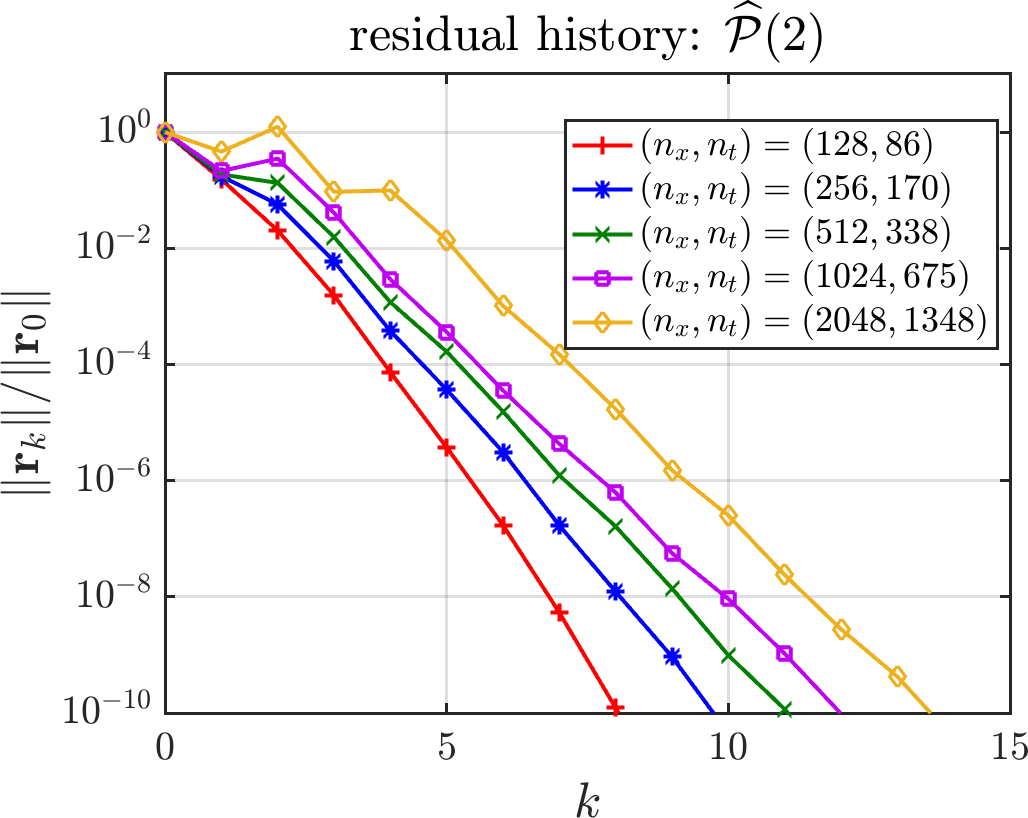 residual history: $\widehat{\mathcal{P}}(2)$
$(n_x, n_t) = (128, 86)$
$(n_x, n_t) = (256, 170)$
$(n_x, n_t) = (512, 338)$
$(n_x, n_t) = (1024, 675)$
$(n_x, n_t) = (2048, 1348)$
$\|\mathbf{r}_k\|/\|\mathbf{r}_0\|$
$10^{0}$
$10^{-2}$
$10^{-4}$
$10^{-6}$
$10^{-8}$
$10^{-10}$
0 5 10 15
$k$